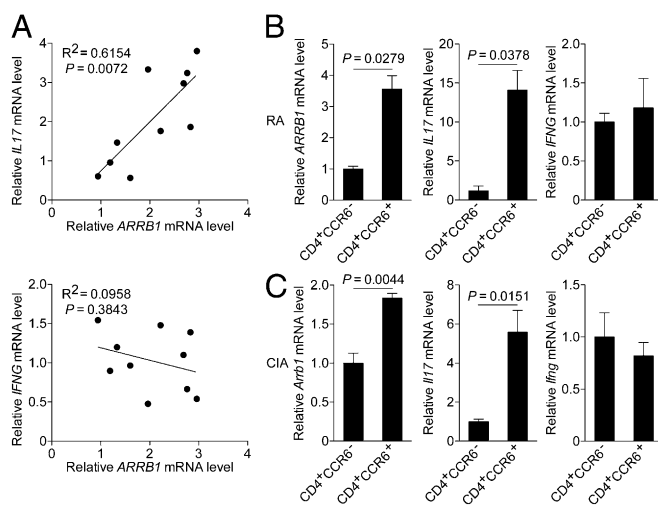 A
R²= 0.6154
P = 0.0072
Relative IL17 mRNA level
4
3
2
1
0
0 1 2 3 4
Relative ARRB1 mRNA level
R²= 0.0958
P = 0.3843
Relative IFNG mRNA level
2.0
1.5
1.0
0.5
0
0 1 2 3 4
Relative ARRB1 mRNA level
B
RA
P = 0.0279
Relative ARRB1 mRNA level
5
4
3
2
1
0
CD4⁺CCR6⁻
CD4⁺CCR6⁺
P = 0.0378
Relative IL17 mRNA level
20
15
10
5
0
CD4⁺CCR6⁻
CD4⁺CCR6⁺
Relative IFNG mRNA level
2.0
1.5
1.0
0.5
0
CD4⁺CCR6⁻
CD4⁺CCR6⁺
C
CIA
P = 0.0044
Relative Arrb1 mRNA level
2.0
1.5
1.0
0.5
0
CD4⁺CCR6⁻
CD4⁺CCR6⁺
P = 0.0151
Relative Il17 mRNA level
8
6
4
2
0
CD4⁺CCR6⁻
CD4⁺CCR6⁺
Relative Ifng mRNA level
1.5
1.0
0.5
0
CD4⁺CCR6⁻
CD4⁺CCR6⁺